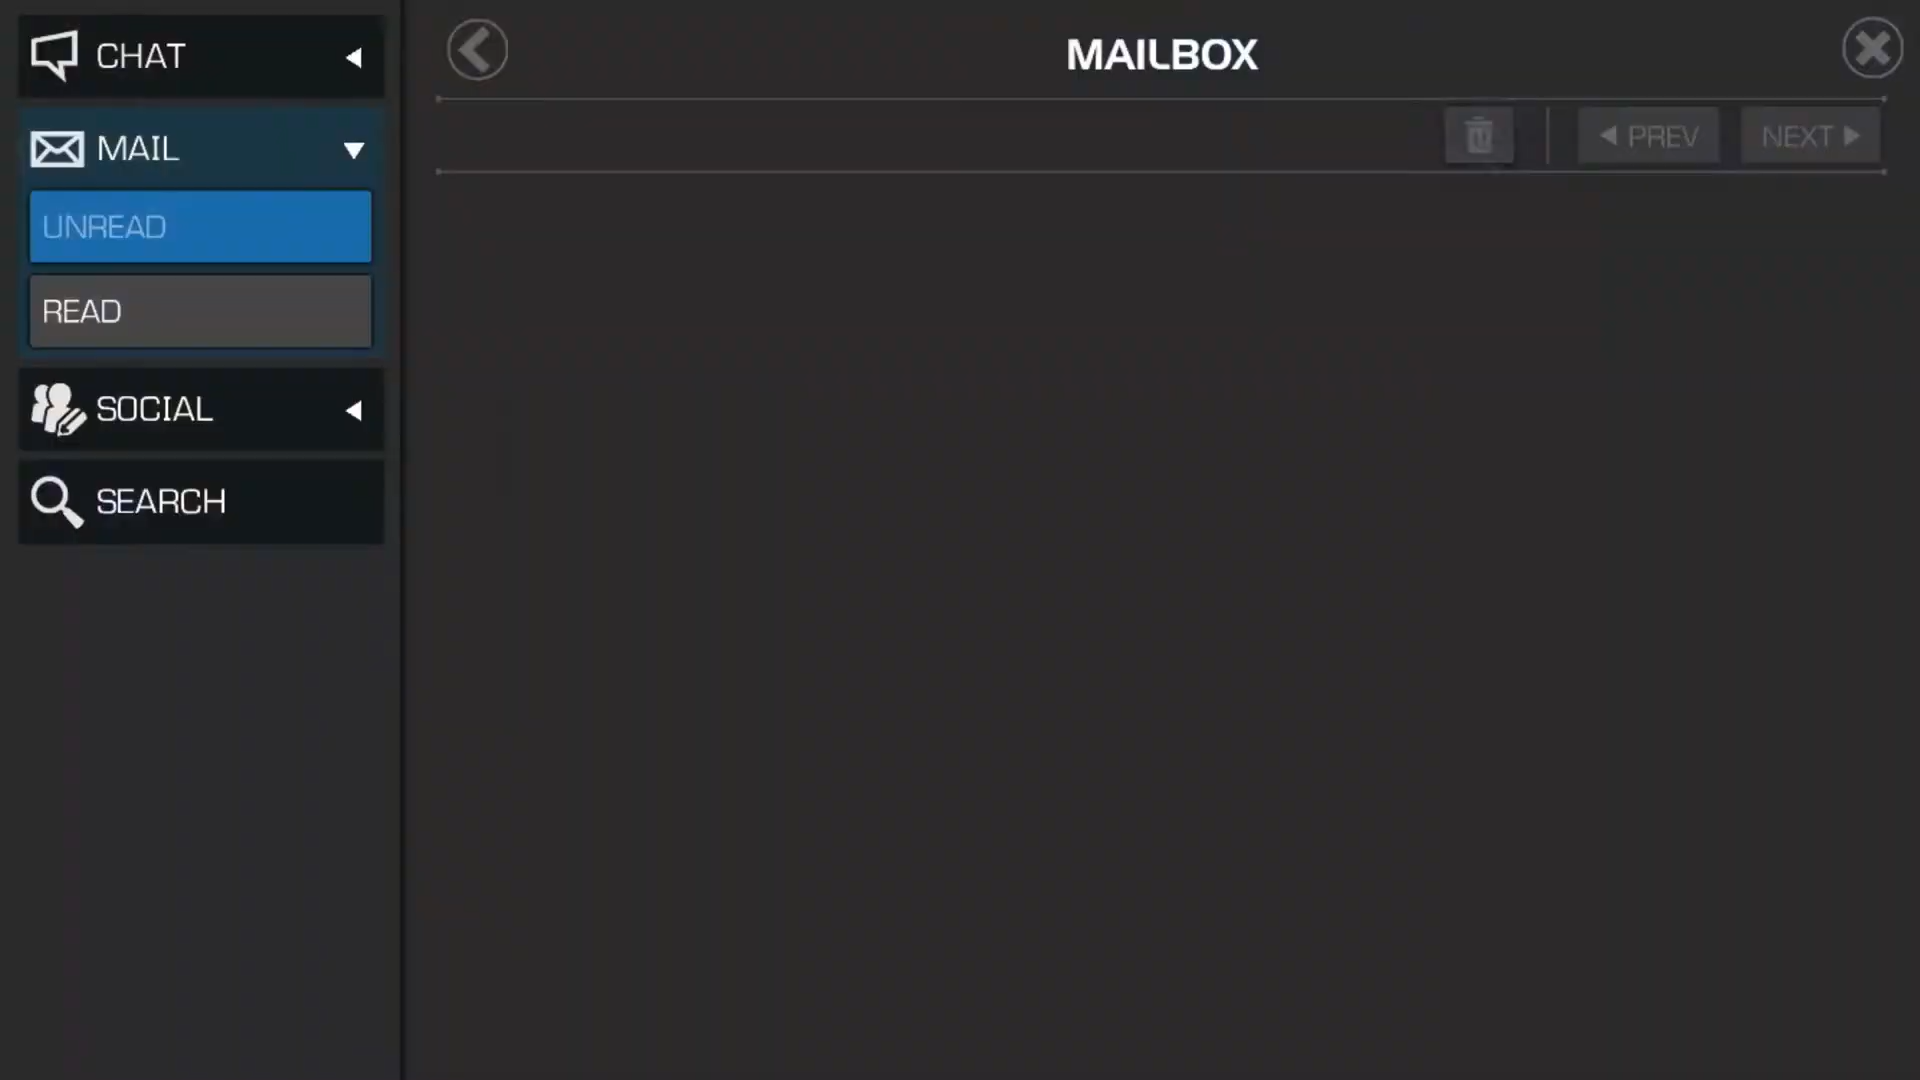 CHAT
MAIL
UNREAD
READ
SOCIAL
SEARCH
MAILBOX
PREV
NEXT